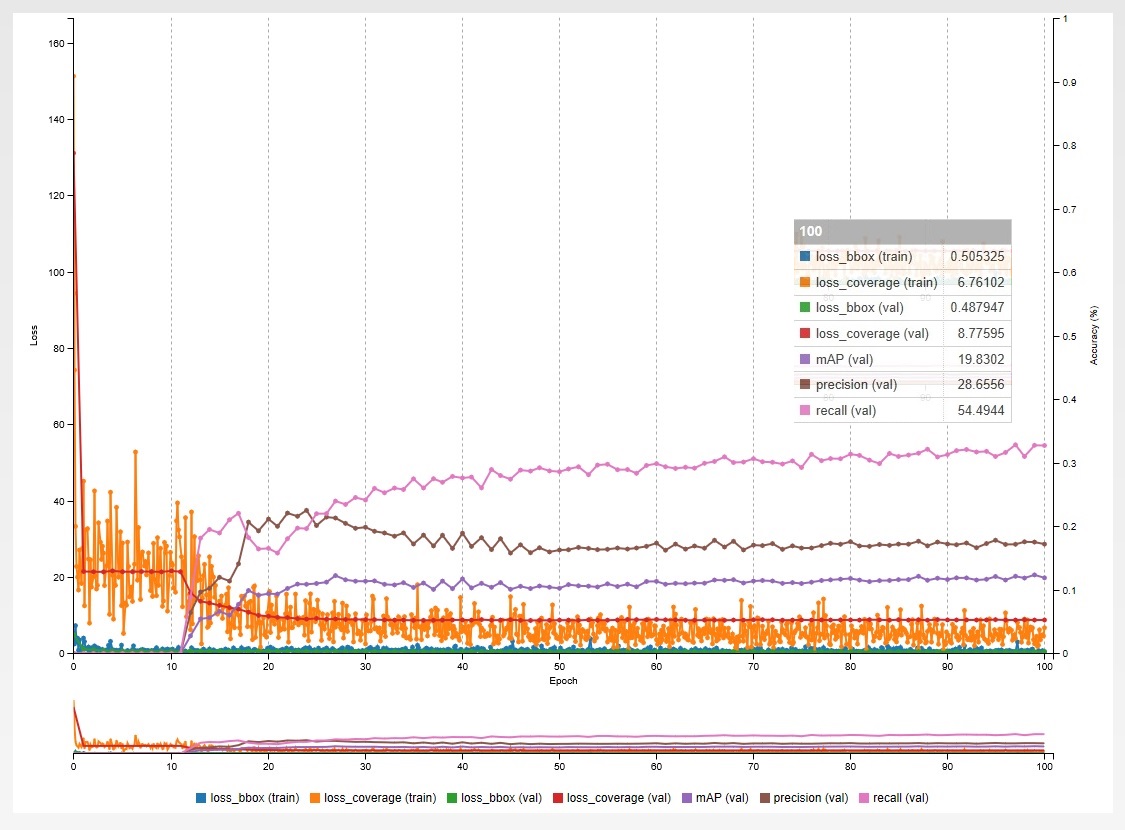 1
160
0.9
140
0.8
120
0.7
100
loss_bbox (train) 0.505325
loss_coverage (train) 6.76102
loss_bbox (val) 0.487947
loss_coverage (val) 8.77595
mAP (val) 19.8302
precision (val) 28.6556
recall (val) 54.4944
100
0.6
Loss
Accuracy (%)
80
0.5
60
0.4
40
0.3
0.2
20
0.1
0
0
0 10 20 30 40 50 60 70 80 90 100
Epoch
0 10 20 30 40 50 60 70 80 90 100
loss_bbox (train) loss_coverage (train) loss_bbox (val) loss_coverage (val) mAP (val) precision (val) recall (val)